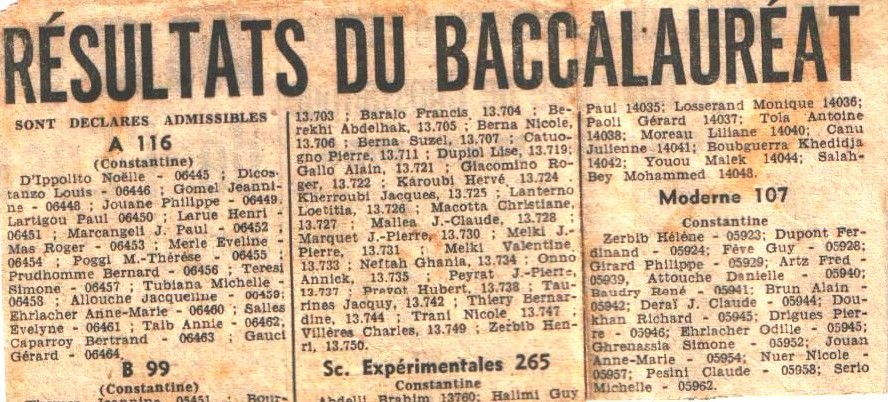 RÉSULTATS DU BACCALAURÉAT
SONT DECLARES ADMISSIBLES
A 116
(Constantine)
D'Ippolito Noëlle - 06445 ; Dicos-
tanzo Louis - 06446 ; Gomel Jeanni-
ne - 06448 ; Jouane Philippe - 06449
Lartigou Paul 06450 ; Larue Henri -
06451 ; Marcangeli J. Paul - 06452
Mas Roger - 06453 ; Merle Eveline -
06454 ; Poggi M.-Thérèse - 06455 ;
Prudhomme Bernard - 06456 ; Teresi
Simone - 06457 ; Tubiana Michelle -
06458 ; Allouche Jacqueline - 06459;
Ehrlacher Anne-Marie - 06460 ; Salles
Evelyne - 06461 ; Taib Annie - 06462,
Caparroy Bertrand - 06463 ; Gauci
Gérard - 06464.
B 99
(Constantine)
Jeannine 05451 ; Bour-
13.703 ; Baralo Francis 13.704 ; Be-
rekhi Abdelhak, 13.705 ; Berna Nicole,
13.706 ; Berna Suzel, 13.707 ; Catuo-
gno Pierre, 13.711 ; Duplol Lise, 13.719;
Gallo Alain, 13.721 ; Giacomino Ro-
ger, 13.722 ; Karoubi Hervé, 13.724
Kherroubi Jacques, 13.725 ; Lanterno
Loetitia, 13.726 ; Macotta Christiane,
13.727 ; Mallea J.-Claude, 13.728 ;
Marquet J.-Pierre, 13.730 ; Melki J.-
Pierre, 13.731 ; Melki Valentine
13.733 ; Neftah Ghania, 13.734 ; Onno
Annick, 13.735 ; Peyrat J.-Pierre,
13.737 ; Prevot Hubert, 13.738 ; Tau-
rines Jacquy, 13.742 ; Thiery Bernar-
dine, 13.744 ; Trani Nicole 13.747
Villères Charles, 13.749 ; Zerbib Hen-
ri, 13.750.
Sc. Expérimentales 265
Constantine
Abdelli Brahim 13760; Halimi Guy
Paul 14035; Losserand Monique 14036;
Paoli Gérard 14037; Tola Antoine
14038; Moreau Liliane 14040; Canu
Julienne 14041; Boubguerra Khedidja
14042; Youou Malek 14044; Salah-
Bey Mohammed 14048.
Moderne 107
Constantine
Zerbib Hélène - 05923; Dupont Fer-
dinand - 05924; Fève Guy - 05928;
Girard Philippe - 05929; Artz Fred -
05939, Attouche Danielle - 05940;
Baudry René - 05941; Brun Alain -
05942; Deraï J. Claude - 05944; Dou-
khan Richard - 05945; Drigues Pier-
re - 05946; Ehrlacher Odille - 05945;
Ghrenassia Simone - 05952; Jouan
Anne-Marie - 05954; Nuer Nicole -
05957; Pesini Claude - 05958; Serio
Michelle - 05962.